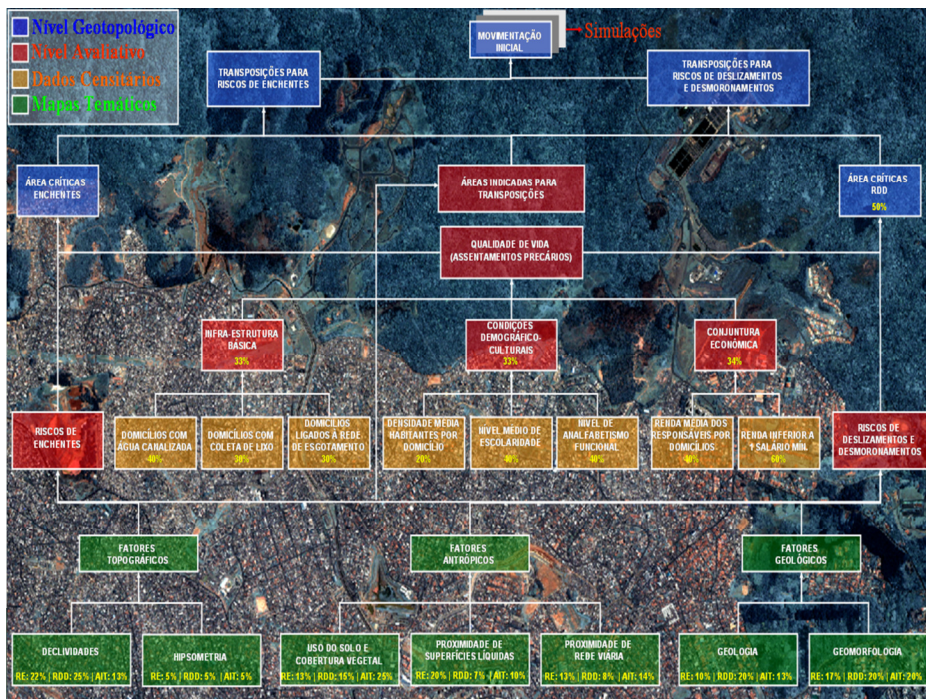 Nível Geotopológico
Nível Avaliativo
Dados Censitários
Mapas Temáticos
MOVIMENTAÇÃO
INICIAL
Simulações
TRANSPOSIÇÕES PARA
RISCOS DE ENCHENTES
TRANSPOSIÇÕES PARA
RISCOS DE DESLIZAMENTOS
E DESMORONAMENTOS
ÁREA CRÍTICAS
ENCHENTES
ÁREAS INDICADAS PARA
TRANSPOSIÇÕES
ÁREA CRÍTICAS
RDD
50%
QUALIDADE DE VIDA
(ASSENTAMENTOS PRECÁRIOS)
INFRA-ESTRUTURA
BÁSICA
33%
CONDIÇÕES
DEMOGRÁFICO-
CULTURAIS
33%
CONJUNTURA
ECONÔMICA
34%
RISCOS DE
ENCHENTES
DOMICÍLIOS COM
ÁGUA CANALIZADA
40%
DOMICÍLIOS COM
COLETA DE LIXO
30%
DOMICÍLIOS
LIGADOS À REDE
DE ESGOTAMENTO
30%
DENSIDADE MÉDIA
HABITANTES POR
DOMICÍLIO
20%
NÍVEL MÉDIO DE
ESCOLARIDADE
40%
NÍVEL DE
ANALFABETISMO
FUNCIONAL
40%
RENDA MÉDIA DOS
RESPONSÁVEIS POR
DOMICÍLIOS
40%
RENDA INFERIOR A
1 SALÁRIO MÍN.
60%
RISCOS DE
DESLIZAMENTOS E
DESMORONAMENTOS
FATORES
TOPOGRÁFICOS
FATORES
ANTRÓPICOS
FATORES
GEOLÓGICOS
DECLIVIDADES
RE: 22% | RDD: 25% | AIT: 13%
HIPSOMETRIA
RE: 5% | RDD: 5% | AIT: 5%
USO DO SOLO E
COBERTURA VEGETAL
RE: 13% | RDD: 15% | AIT: 25%
PROXIMIDADE DE
SUPERFÍCIES LÍQUIDAS
RE: 20% | RDD: 7% | AIT: 10%
PROXIMIDADE DE
REDE VIÁRIA
RE: 13% | RDD: 8% | AIT: 14%
GEOLOGIA
RE: 10% | RDD: 20% | AIT: 13%
GEOMORFOLOGIA
RE: 17% | RDD: 20% | AIT: 20%